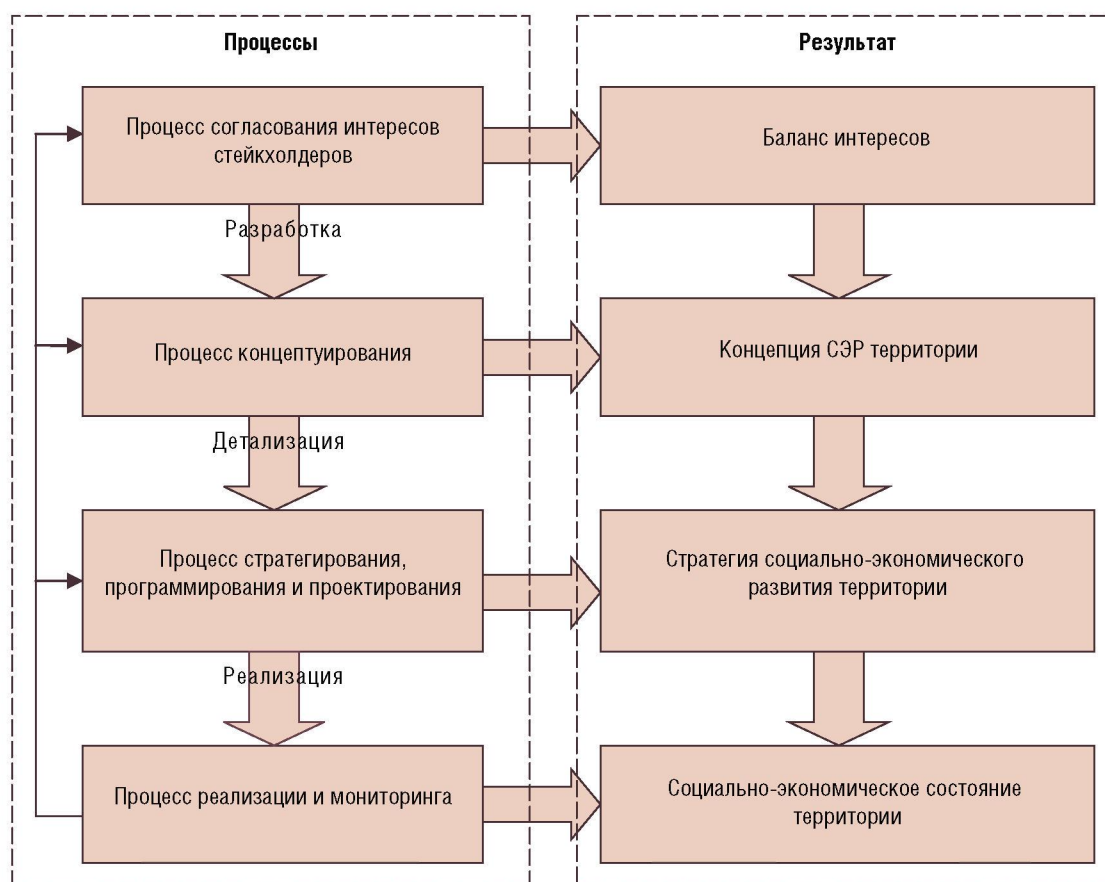 Процессы
Результат
Процесс согласования интересов
стейкхолдеров
Баланс интересов
Разработка
Процесс концептуирования
Концепция СЭР территории
Детализация
Процесс стратегирования,
программирования и проектирования
Стратегия социально-экономического
развития территории
Реализация
Процесс реализации и мониторинга
Социально-экономическое состояние
территории